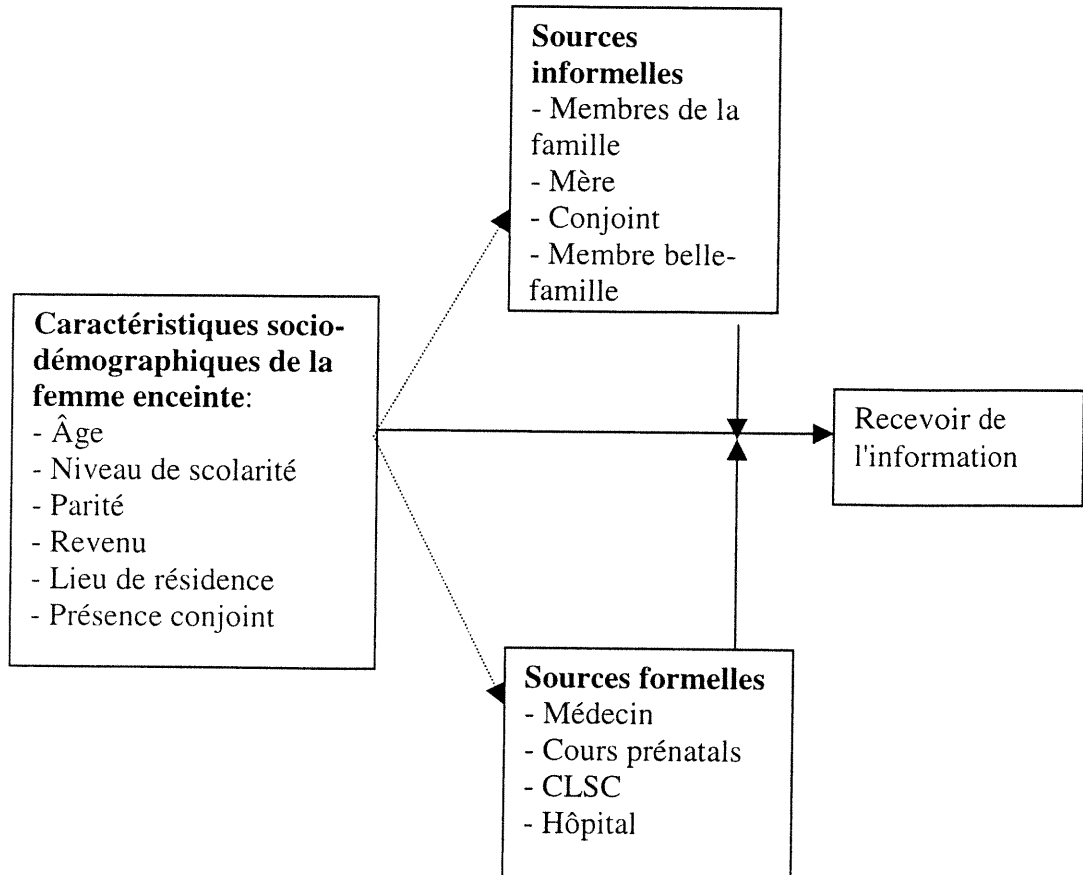 Sources
informelles
- Membres de la
famille
- Mère
- Conjoint
- Membre belle-
famille
Caractéristiques socio-
démographiques de la
femme enceinte:
- Âge
- Niveau de scolarité
- Parité
- Revenu
- Lieu de résidence
- Présence conjoint
Recevoir de
l'information
Sources formelles
- Médecin
- Cours prénatals
- CLSC
- Hôpital